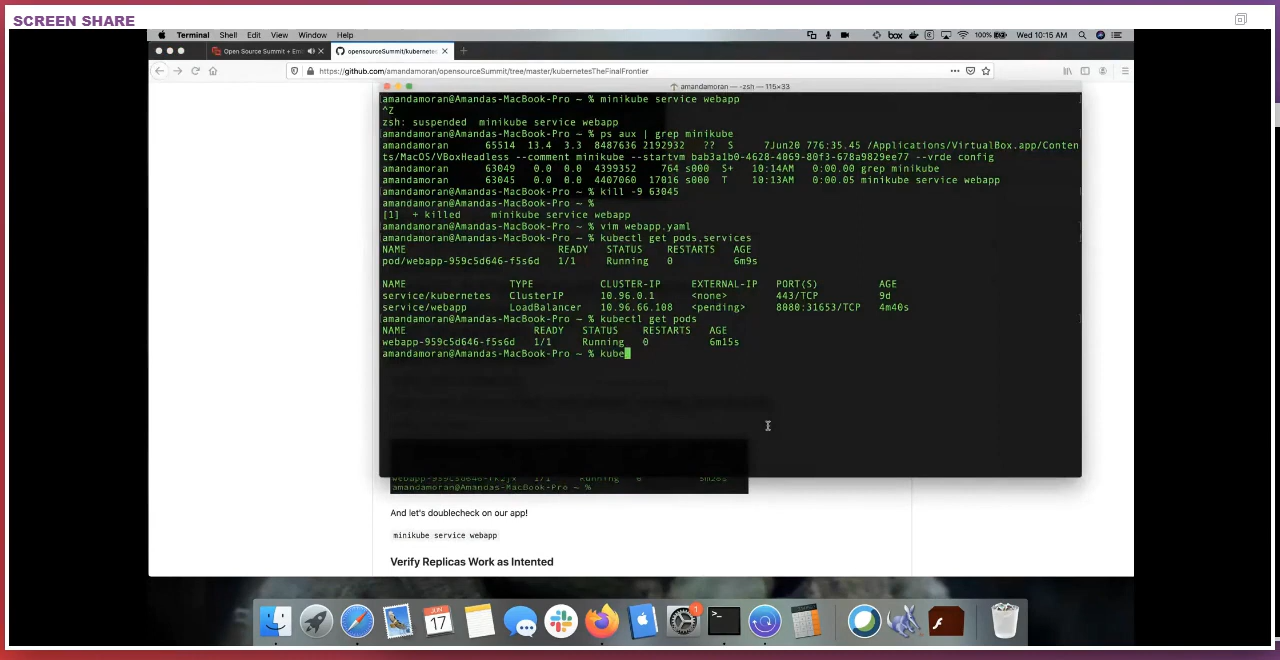 SCREEN SHARE
Terminal Shell Edit View Window Help
box 100% Wed 10:15 AM
Open Source Summit + Em
opensourceSummit/kubernetes
https://github.com/amandamoran/opensourceSummit/tree/master/kubernetesTheFinalFrontier
amandamoran — -zsh — 115×33
amandamoran@Amandas-MacBook-Pro ~ % minikube service webapp
^Z
zsh: suspended minikube service webapp
amandamoran@Amandas-MacBook-Pro ~ % ps aux | grep minikube
amandamoran 65514 13.4 3.3 8487636 2192932 ?? S 7Jun20 776:35.45 /Applications/VirtualBox.app/Conten
ts/MacOS/VBoxHeadless --comment minikube --startvm bab3a1b0-4628-4069-80f3-678a9829ee77 --vrde config
amandamoran 63049 0.0 0.0 4399352 764 s000 S+ 10:14AM 0:00.00 grep minikube
amandamoran 63045 0.0 0.0 4407060 17016 s000 T 10:13AM 0:00.05 minikube service webapp
amandamoran@Amandas-MacBook-Pro ~ % kill -9 63045
amandamoran@Amandas-MacBook-Pro ~ %
[1] + killed minikube service webapp
amandamoran@Amandas-MacBook-Pro ~ % vim webapp.yaml
amandamoran@Amandas-MacBook-Pro ~ % kubectl get pods,services
NAME READY STATUS RESTARTS AGE
pod/webapp-959c5d646-f5s6d 1/1 Running 0 6m9s
NAME TYPE CLUSTER-IP EXTERNAL-IP PORT(S) AGE
service/kubernetes ClusterIP 10.96.0.1 <none> 443/TCP 9d
service/webapp LoadBalancer 10.96.66.108 <pending> 8080:31653/TCP 4m40s
amandamoran@Amandas-MacBook-Pro ~ % kubectl get pods
NAME READY STATUS RESTARTS AGE
webapp-959c5d646-f5s6d 1/1 Running 0 6m15s
amandamoran@Amandas-MacBook-Pro ~ % kube
1/1 Running 0
amandamoran@Amandas-MacBook-Pro ~ %
And let's doublecheck on our app!
minikube service webapp
Verify Replicas Work as Intented
JUN
17
1
>_